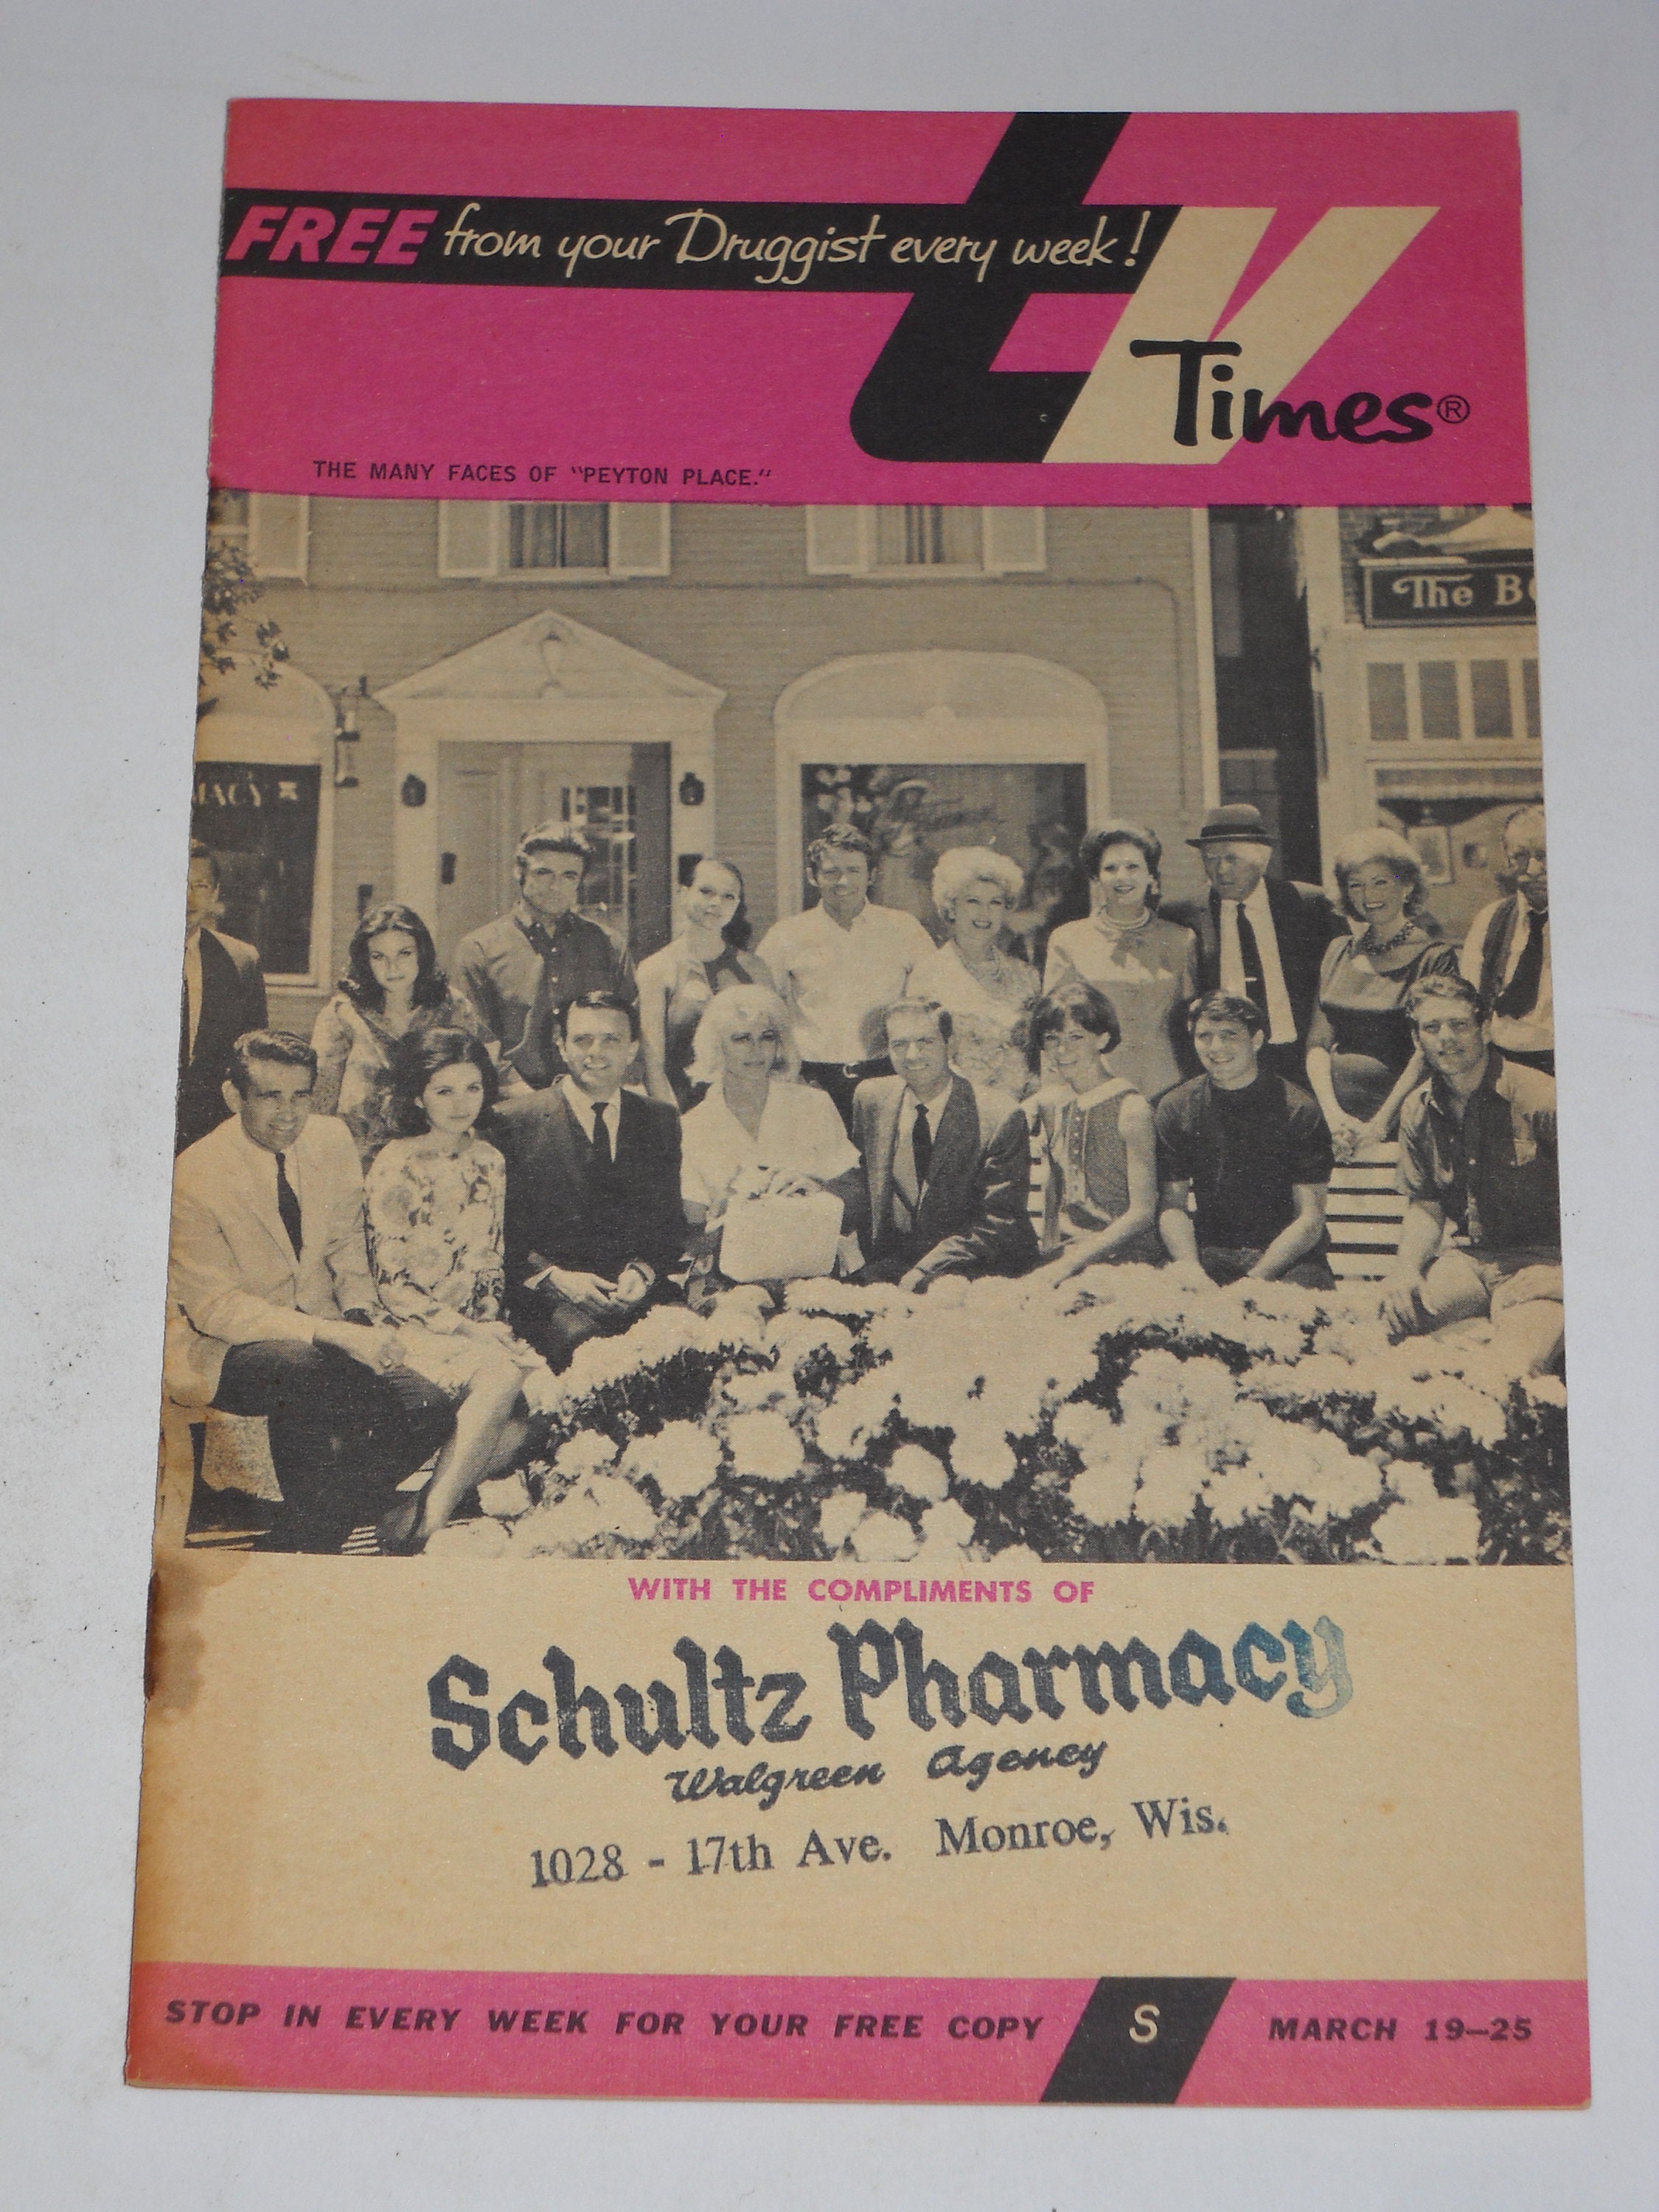 FREE from your Druggist every week!
tv
Times®
THE MANY FACES OF "PEYTON PLACE."
The BO
MACY
WITH THE COMPLIMENTS OF
Schultz Pharmacy
Walgreen Agency
1028 - 17th Ave. Monroe, Wis.
STOP IN EVERY WEEK FOR YOUR FREE COPY S MARCH 19–25